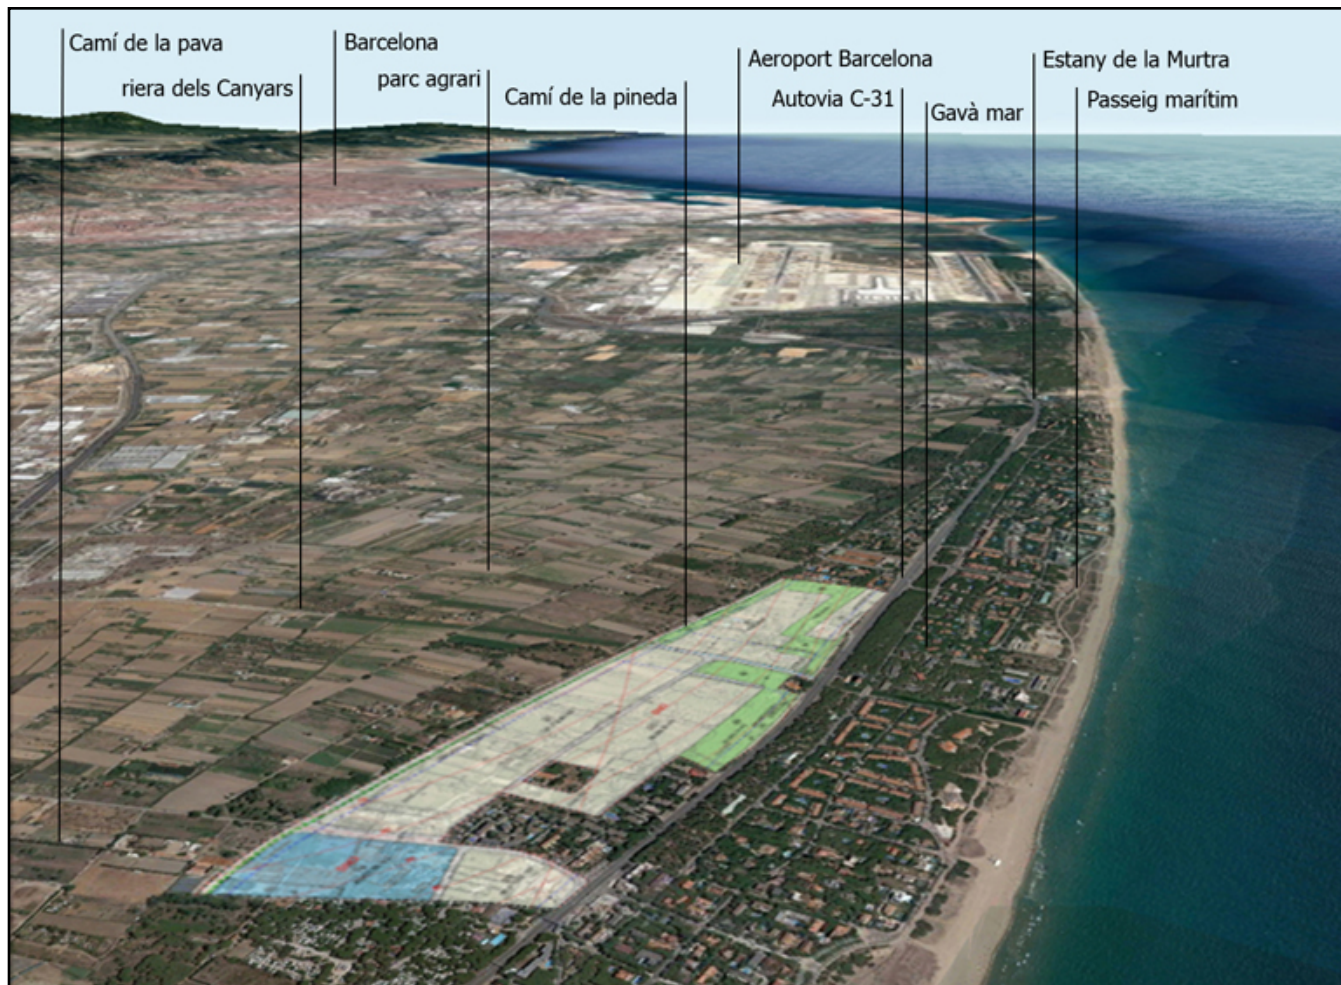 Camí de la pava
riera dels Canyars
Barcelona
parc agrari
Camí de la pineda
Aeroport Barcelona
Autovia C-31
Gavà mar
Estany de la Murtra
Passeig marítim